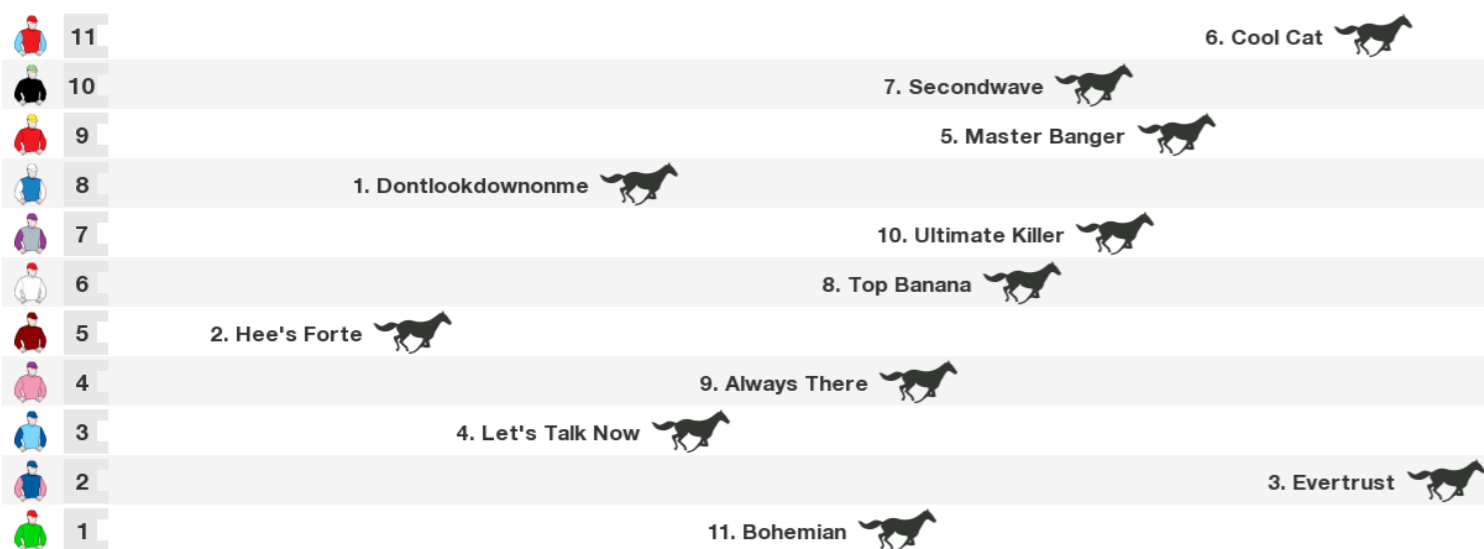 11 6. Cool Cat
10 7. Secondwave
9 5. Master Banger
8 1. Dontlookdownonme
7 10. Ultimate Killer
6 8. Top Banana
5 2. Hee's Forte
4 9. Always There
3 4. Let's Talk Now
2 3. Evertrust
1 11. Bohemian